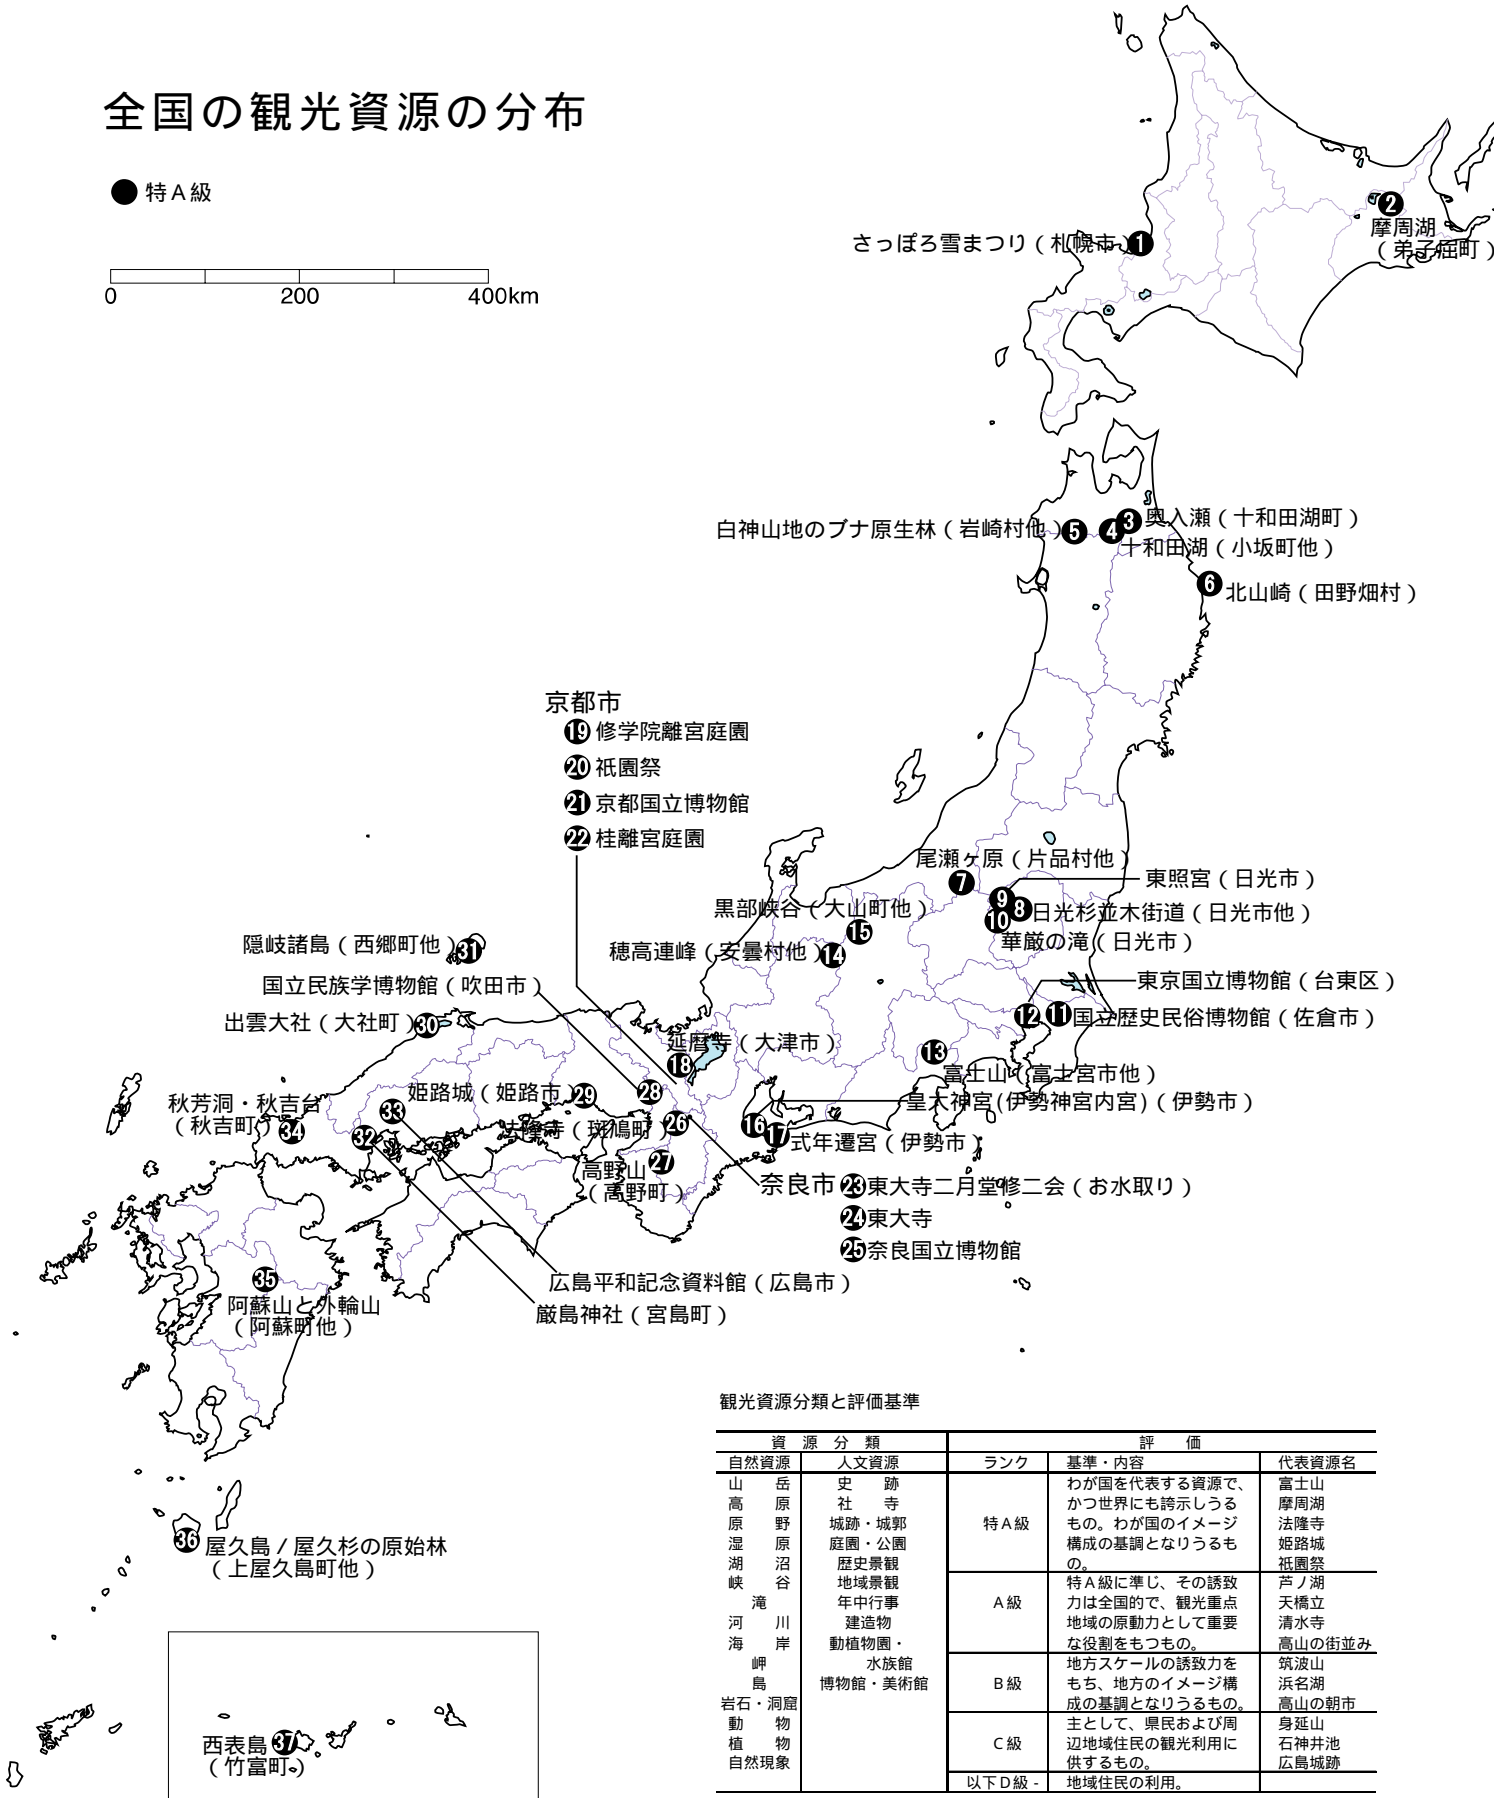 全国の観光資源の分布
● 特A級
0 200 400km
さっぽろ雪まつり（札幌市）1
2
摩周湖
（弟子屈町）
3 奥入瀬（十和田湖町）
4
十和田湖（小坂町他）
白神山地のブナ原生林（岩崎村他）5
6 北山崎（田野畑村）
京都市
19 修学院離宮庭園
20 祇園祭
21 京都国立博物館
22 桂離宮庭園
尾瀬ヶ原（片品村他）
7
9 東照宮（日光市）
8 日光杉並木街道（日光市他）
10
華厳の滝（日光市）
黒部峡谷（大山町他）
15
穂高連峰（安曇村他）14
隠岐諸島（西郷町他）31
国立民族学博物館（吹田市）
28
出雲大社（大社町）30
東京国立博物館（台東区）
12
11 国立歴史民俗博物館（佐倉市）
延暦寺（大津市）
18
13
富士山（富士宮市他）
姫路城（姫路市）29
秋芳洞・秋吉台
（秋吉町）34
33
32
法隆寺（斑鳩町）26
皇大神宮(伊勢神宮内宮)（伊勢市）
16
17 式年遷宮（伊勢市）
高野山 27
（高野町）
奈良市 23 東大寺二月堂修二会（お水取り）
24 東大寺
25 奈良国立博物館
広島平和記念資料館（広島市）
厳島神社（宮島町）
35
阿蘇山と外輪山
（阿蘇町他）
36 屋久島 / 屋久杉の原始林
（上屋久島町他）
西表島 37
（竹富町）
観光資源分類と評価基準
資 源 分 類 評 価
自然資源 人文資源 ランク 基準・内容 代表資源名
山 岳 史 跡 わが国を代表する資源で、 富士山
高 原 社 寺 かつ世界にも誇示しうる 摩周湖
原 野 城跡・城郭 特A級 もの。わが国のイメージ 法隆寺
湿 原 庭園・公園 構成の基調となりうるも 姫路城
湖 沼 歴史景観 の。 祇園祭
峡 谷 地域景観 特A級に準じ、その誘致 芦ノ湖
滝 年中行事 A級 力は全国的で、観光重点 天橋立
河 川 建造物 地域の原動力として重要 清水寺
海 岸 動植物園・ な役割をもつもの。 高山の街並み
岬 水族館 地方スケールの誘致力を 筑波山
島 博物館・美術館 B級 もち、地方のイメージ構 浜名湖
岩石・洞窟 成の基調となりうるもの。 高山の朝市
動 物 主として、県民および周 身延山
植 物 C級 辺地域住民の観光利用に 石神井池
自然現象 供するもの。 広島城跡
以下D級 - 地域住民の利用。